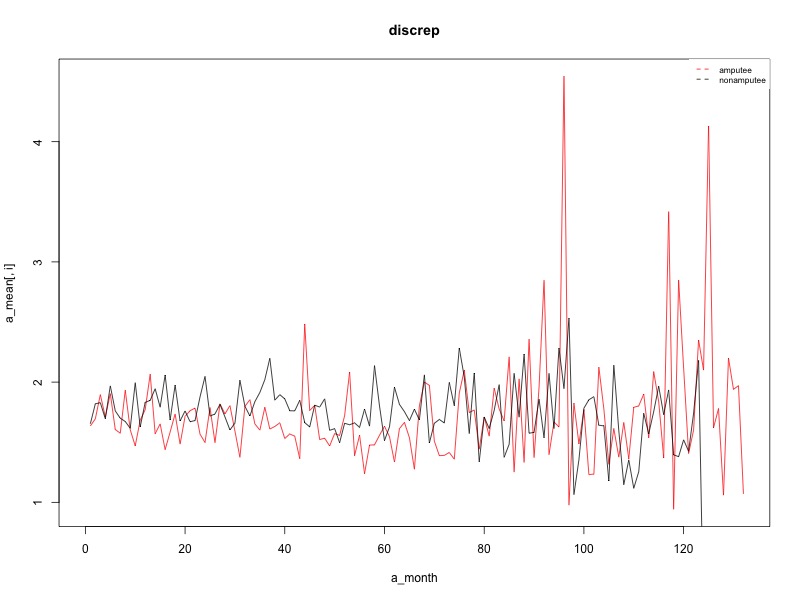 discrep
amputee
nonamputee
a_mean[, i]
4
3
2
1
0 20 40 60 80 100 120
a_month